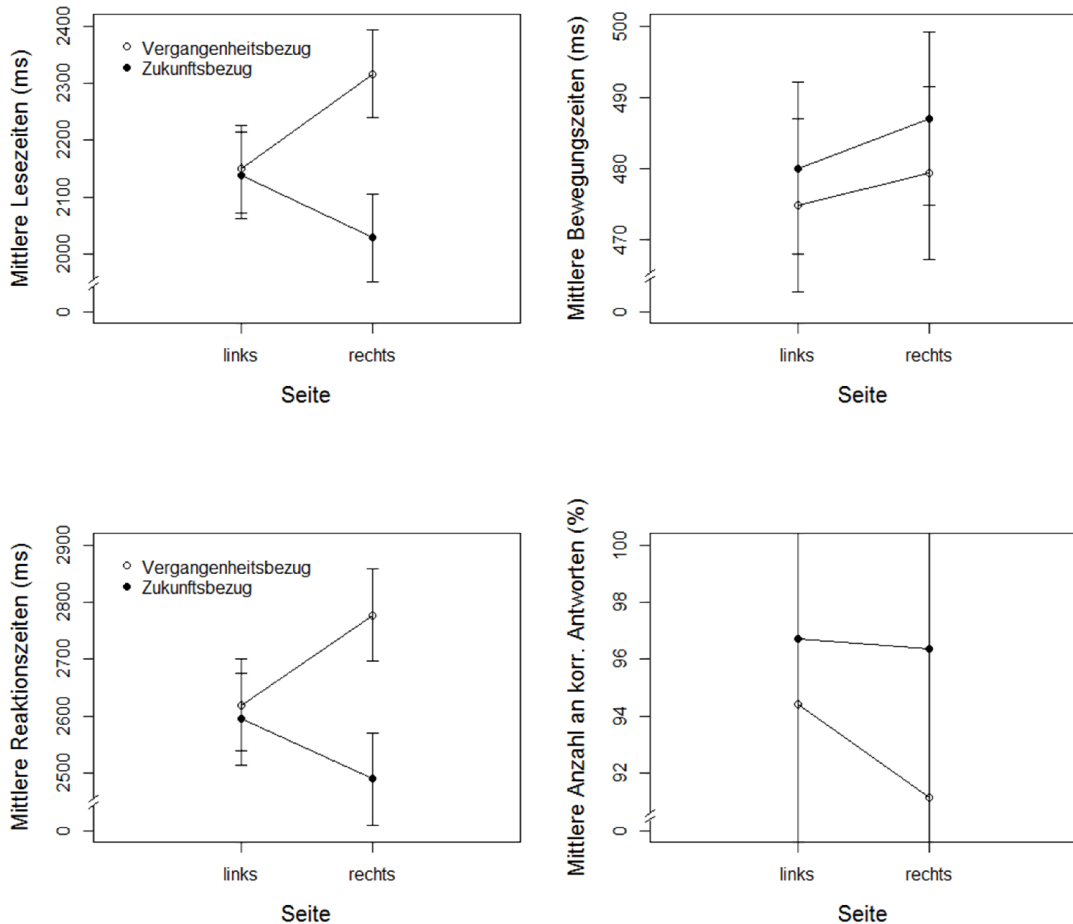 Mittlere Lesezeiten (ms)
2400
2300
2200
2100
2000
0
Vergangenheitsbezug
Zukunftsbezug
links rechts
Seite
Mittlere Bewegungszeiten (ms)
500
490
480
470
0
links rechts
Seite
Mittlere Reaktionszeiten (ms)
2900
2800
2700
2600
2500
0
Vergangenheitsbezug
Zukunftsbezug
links rechts
Seite
Mittlere Anzahl an korr. Antworten (%)
100
98
96
94
92
0
links rechts
Seite